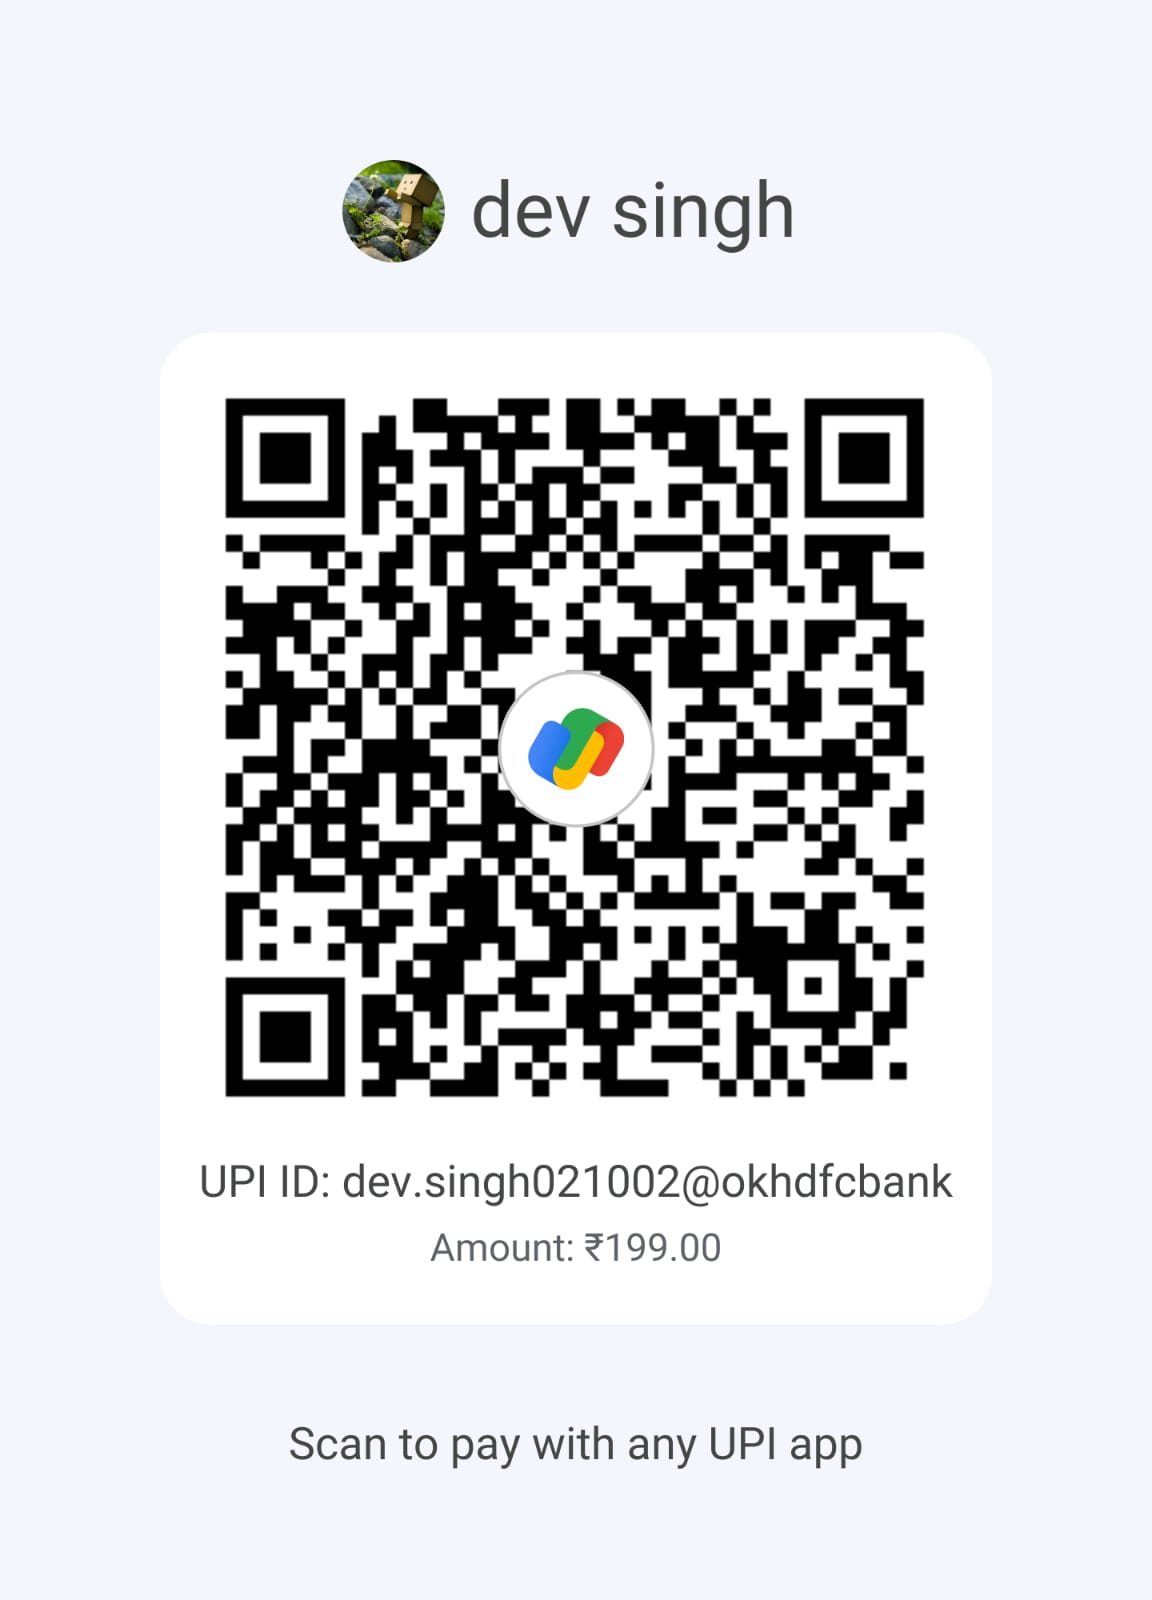 dev singh
UPI ID: dev.singh021002@okhdfcbank
Amount: ₹199.00
Scan to pay with any UPI app